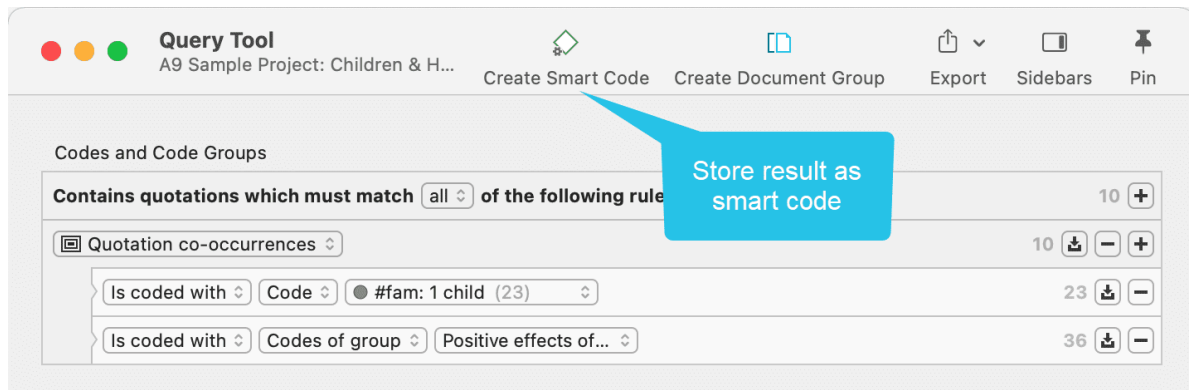 Query Tool
A9 Sample Project: Children & H...
Create Smart Code
Create Document Group
Export
Sidebars
Pin
Store result as
smart code
Codes and Code Groups
Contains quotations which must match all of the following rule
10
Quotation co-occurrences
10
Is coded with Code #fam: 1 child (23)
23
Is coded with Codes of group Positive effects of...
36